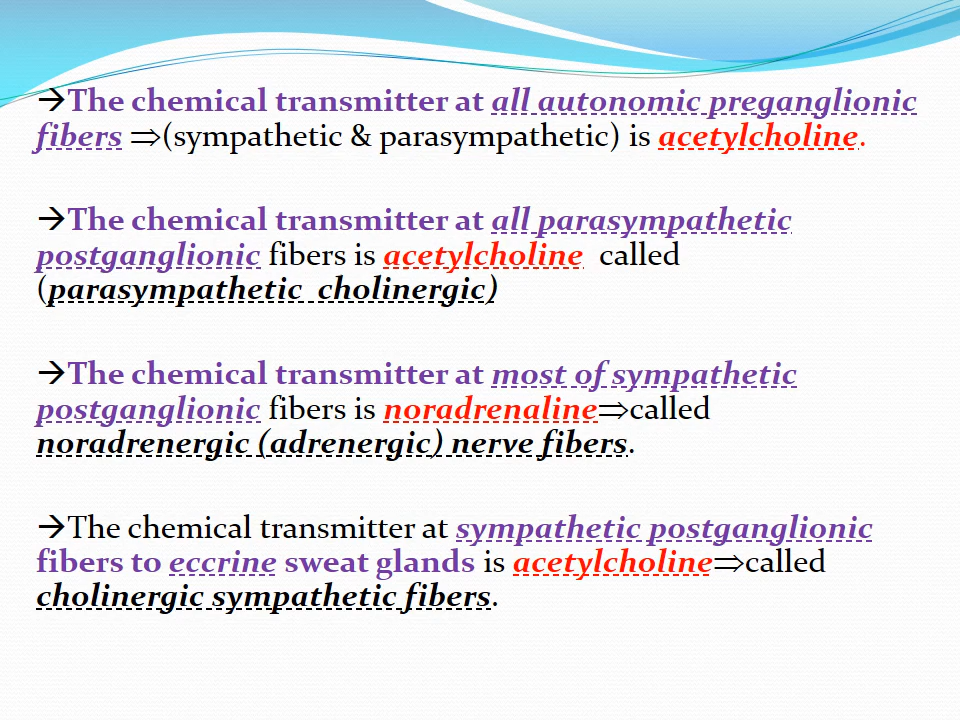 →The chemical transmitter at all autonomic preganglionic
fibers ⇒(sympathetic & parasympathetic) is acetylcholine.
→The chemical transmitter at all parasympathetic
postganglionic fibers is acetylcholine called
(parasympathetic cholinergic)
→The chemical transmitter at most of sympathetic
postganglionic fibers is noradrenaline⇒called
noradrenergic (adrenergic) nerve fibers.
→The chemical transmitter at sympathetic postganglionic
fibers to eccrine sweat glands is acetylcholine⇒called
cholinergic sympathetic fibers.